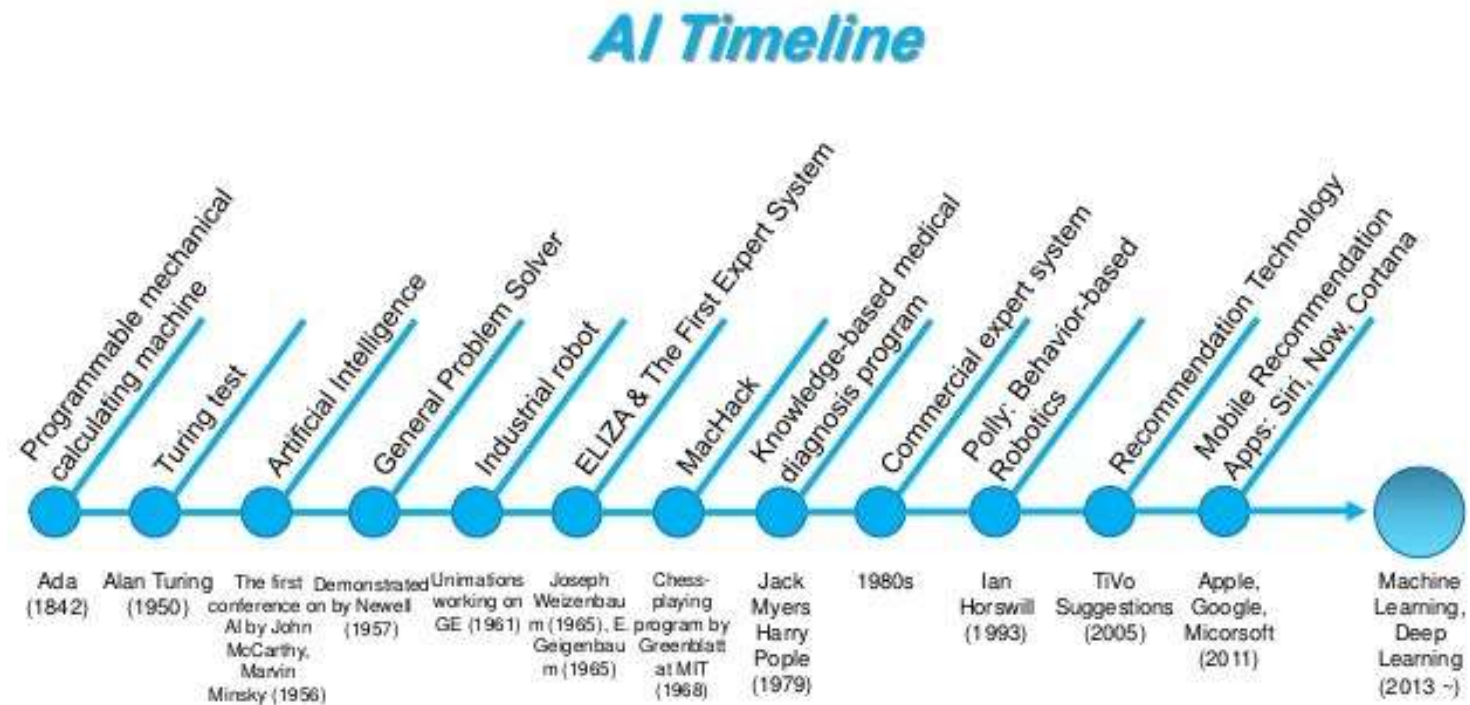 AI Timeline
Programmable mechanical
calculating machine
Turing test
Artificial Intelligence
General Problem Solver
Industrial robot
ELIZA & The First Expert System
MacHack
Knowledge-based medical
diagnosis program
Commercial expert system
Polly: Behavior-based
Robotics
Recommendation Technology
Mobile Recommendation
Apps: Siri, Now, Cortana
Ada
(1842)
Alan Turing
(1950)
The first
conference on
AI by John
McCarthy,
Marvin
Minsky (1956)
Demonstrated
by Newell
(1957)
Unimations
working on
GE (1961)
Joseph
Weizenbau
m (1965), E.
Geigenbau
m (1965)
Chess-
playing
program by
Greenblatt
at MIT
(1968)
Jack
Myers
Harry
Pople
(1979)
1980s
Ian
Horswill
(1993)
TiVo
Suggestions
(2005)
Apple,
Google,
Micorsoft
(2011)
Machine
Learning,
Deep
Learning
(2013 ~)